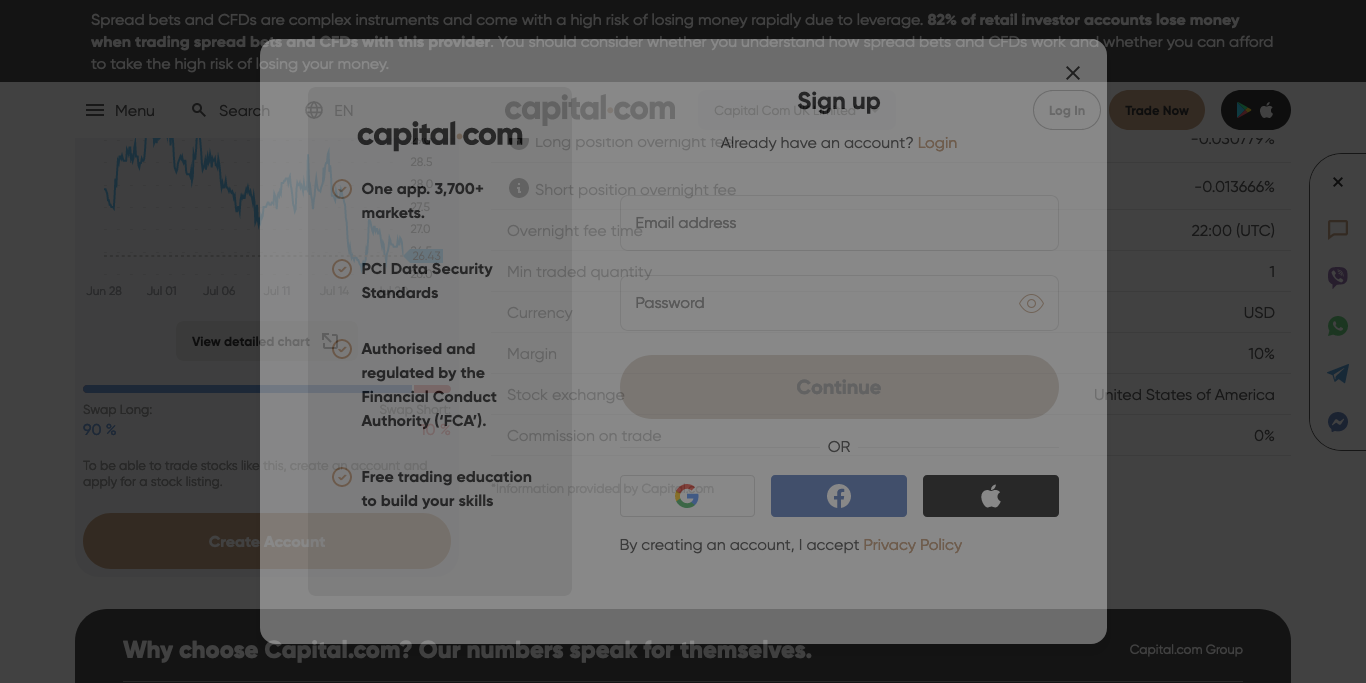 Spread bets and CFDs are complex instruments and come with a high risk of losing money rapidly due to leverage. 82% of retail investor accounts lose money
when trading spread bets and CFDs with this provider. You should consider whether you understand how spread bets and CFDs work and whether you can afford
to take the high risk of losing your money.
Menu
Search
EN
capital.com
Capital Com UK Limited
Log In
Trade Now
28.5
28.0
27.5
27.0
26.43
Jun 28
Jul 01
Jul 06
Jul 11
Jul 14
View detailed chart
Swap Long:
Swap Short:
90 %
10 %
To be able to trade stocks like this, create an account and
apply for a stock listing.
Create Account
Long position overnight fee
-0.030779%
Short position overnight fee
-0.013666%
Overnight fee time
22:00 (UTC)
Min traded quantity
1
Currency
USD
Margin
10%
Stock exchange
United States of America
Commission on trade
0%
*Information provided by Capital.com
capital.com
One app. 3,700+
markets.
PCI Data Security
Standards
Authorised and
regulated by the
Financial Conduct
Authority (‘FCA’).
Free trading education
to build your skills
Sign up
Already have an account? Login
Email address
Password
Continue
OR
By creating an account, I accept Privacy Policy
Why choose Capital.com? Our numbers speak for themselves.
Capital.com Group